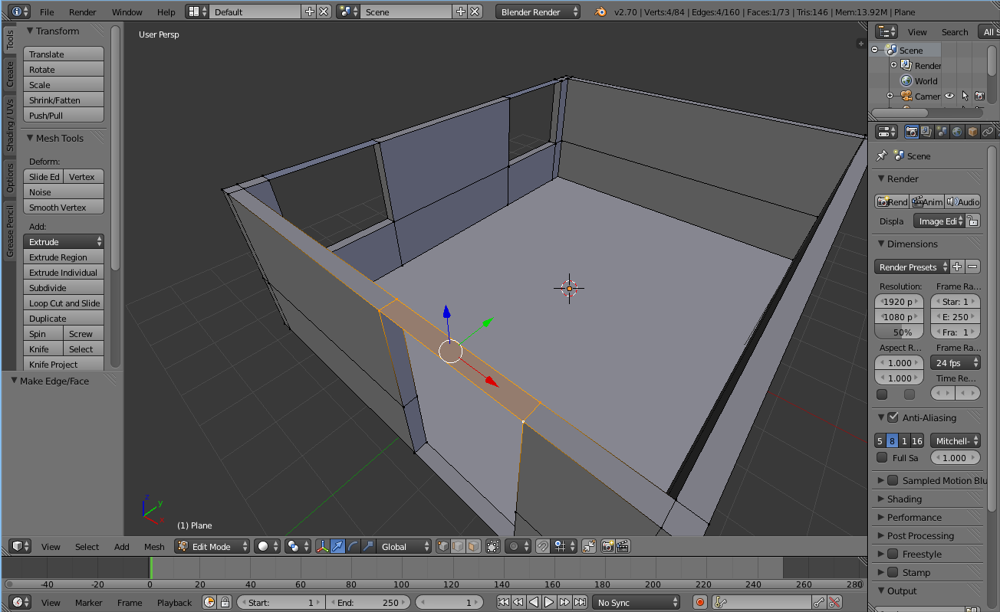 File Render Window Help Default Scene Blender Render v2.70 | Verts:4/84 | Edges:4/160 | Faces:1/73 | Tris:146 | Mem:13.92M | Plane
Tools
Create
Shading / UVs
Options
Grease Pencil
Transform
Translate
Rotate
Scale
Shrink/Fatten
Push/Pull
Mesh Tools
Deform:
Slide Ed Vertex
Noise
Smooth Vertex
Add:
Extrude
Extrude Region
Extrude Individual
Subdivide
Loop Cut and Slide
Duplicate
Spin Screw
Knife Select
Knife Project
Make Edge/Face
User Persp
z
y
x
(1) Plane
View Search All S
Scene
Render
World
Camer
Scene
Render
Rend Anim Audio
Displa Image Edi
Dimensions
Render Presets
Resolution: Frame Ra...
1920 p Star: 1
1080 p E: 250
50% Fra: 1
Aspect R... Frame Ra...
1.000 24 fps
1.000 Time Re...
Anti-Aliasing
5 8 1 16 Mitchell-
Full Sa 1.000
Sampled Motion Blu
Shading
Performance
Post Processing
Freestyle
Stamp
Output
View Select Add Mesh Edit Mode Global
-40 -20 0 20 40 60 80 100 120 140 160 180 200 220 240 260 280
View Marker Frame Playback Start: 1 End: 250 1 No Sync